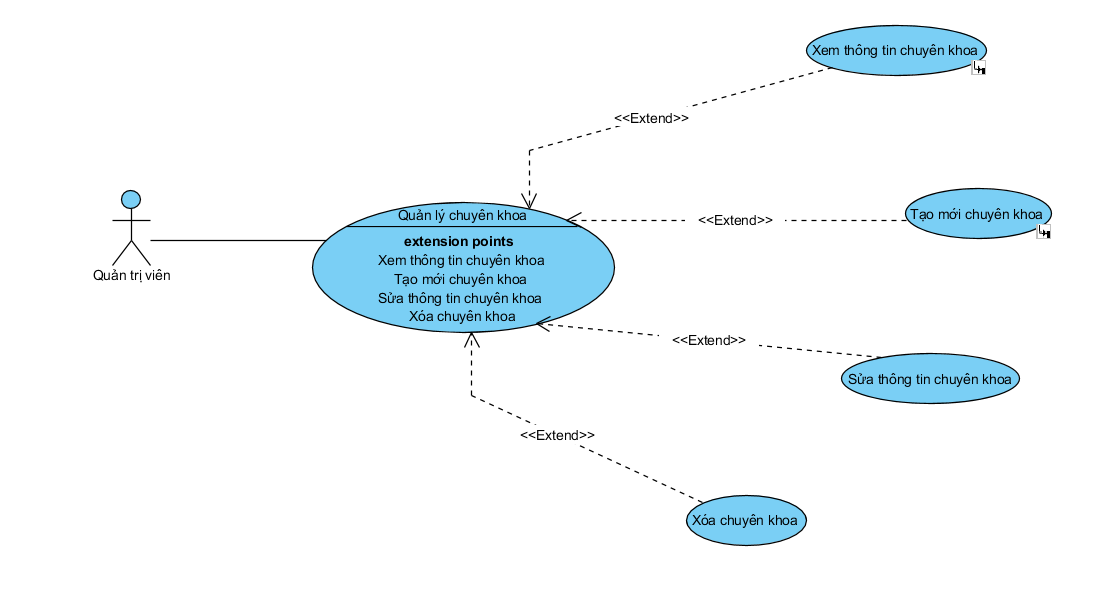 Xem thông tin chuyên khoa
<<Extend>>
Quản lý chuyên khoa
Tạo mới chuyên khoa
<<Extend>>
extension points
Xem thông tin chuyên khoa
Tạo mới chuyên khoa
Sửa thông tin chuyên khoa
Xóa chuyên khoa
Quản trị viên
<<Extend>>
Sửa thông tin chuyên khoa
<<Extend>>
Xóa chuyên khoa